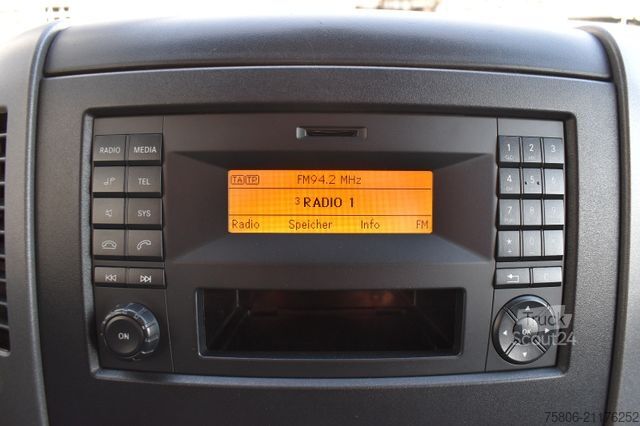 RADIO MEDIA
TEL
SYS
ON
TA TP FM94.2 MHz
3 RADIO 1
Radio Speicher Info FM
1 2 3
4 5 6
7 8 9
* 0 #
OK
Truck
Scout24
75806-21176252